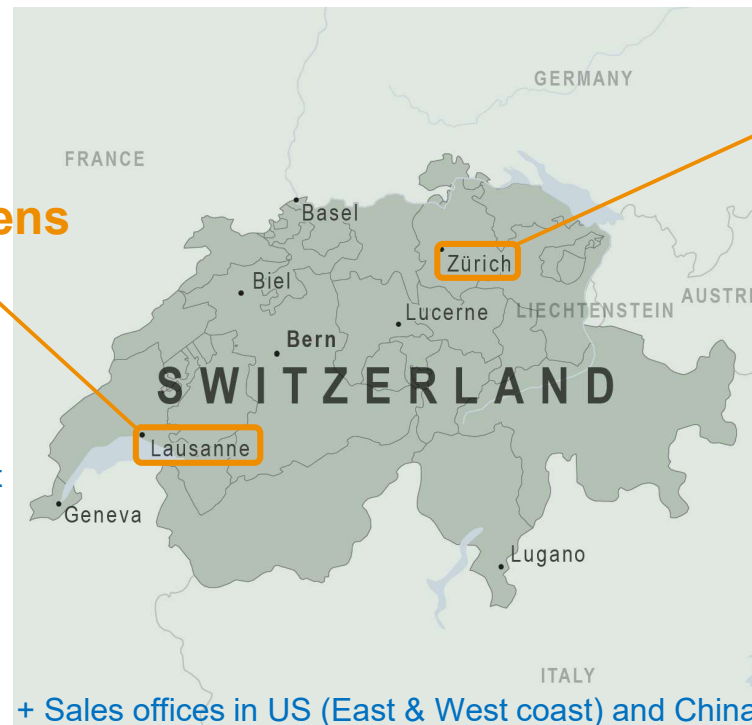 GERMANY
FRANCE
ens
Basel
Zürich
Biel
Lucerne
LIECHTENSTEIN
AUSTRI
Bern
SWITZERLAND
Lausanne
t
Geneva
Lugano
ITALY
+ Sales offices in US (East & West coast) and China